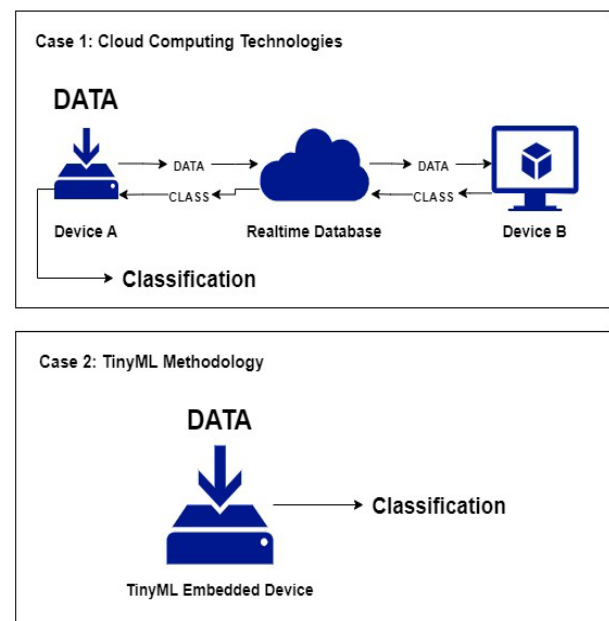 Case 1: Cloud Computing Technologies
DATA
DATA
DATA
CLASS
CLASS
Device A
Realtime Database
Device B
Classification
Case 2: TinyML Methodology
DATA
Classification
TinyML Embedded Device